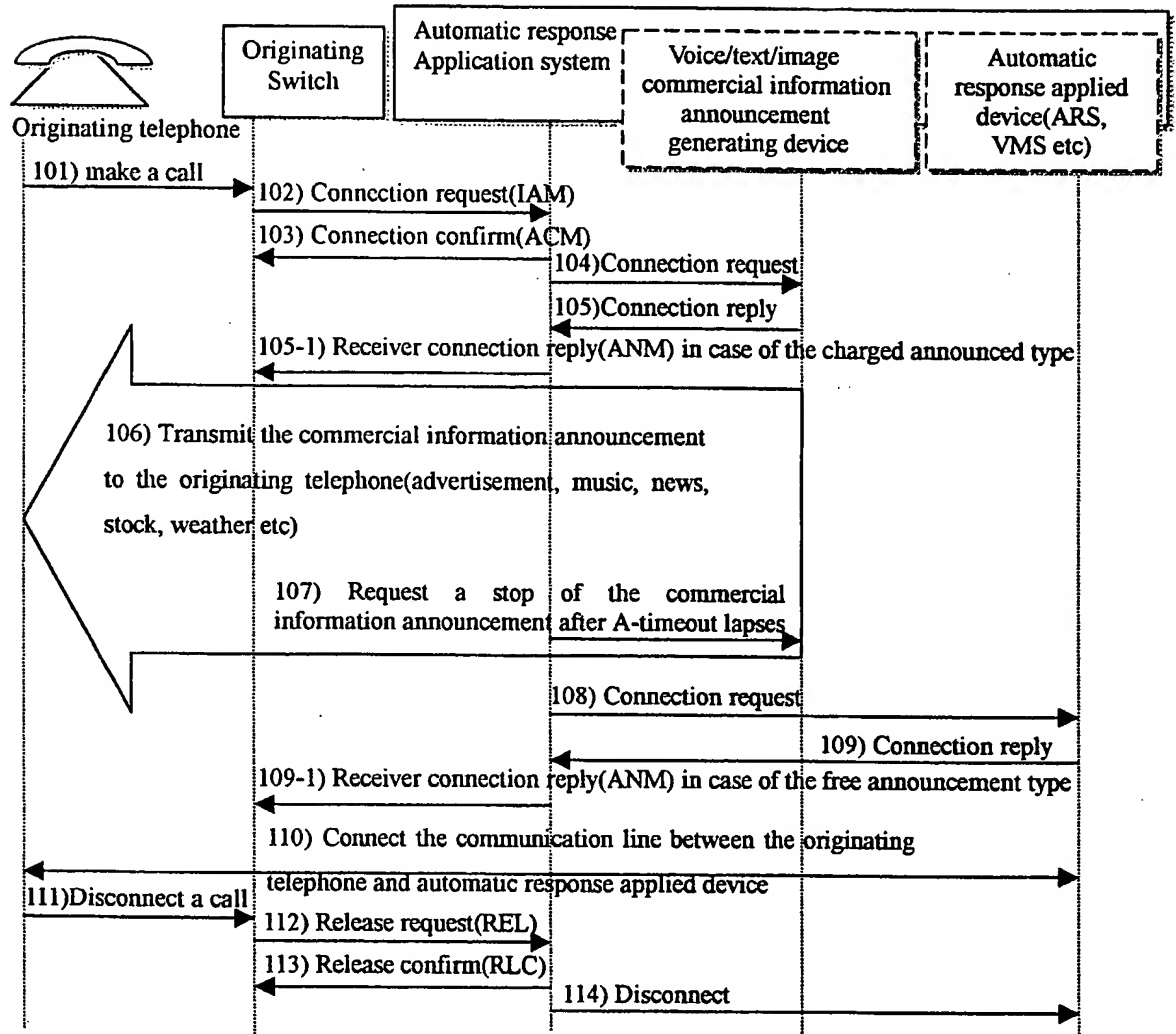 Originating telephone
Originating
Switch
Automatic response
Application system
Voice/text/image
commercial information
announcement
generating device
Automatic
response applied
device(ARS,
VMS etc)
101) make a call
102) Connection request(IAM)
103) Connection confirm(ACM)
104)Connection request
105)Connection reply
105-1) Receiver connection reply(ANM) in case of the charged announced type
106) Transmit the commercial information announcement
to the originating telephone(advertisement, music, news,
stock, weather etc)
107) Request a stop of the commercial
information announcement after A-timeout lapses
108) Connection request
109) Connection reply
109-1) Receiver connection reply(ANM) in case of the free announcement type
110) Connect the communication line between the originating
telephone and automatic response applied device
111)Disconnect a call
112) Release request(REL)
113) Release confirm(RLC)
114) Disconnect